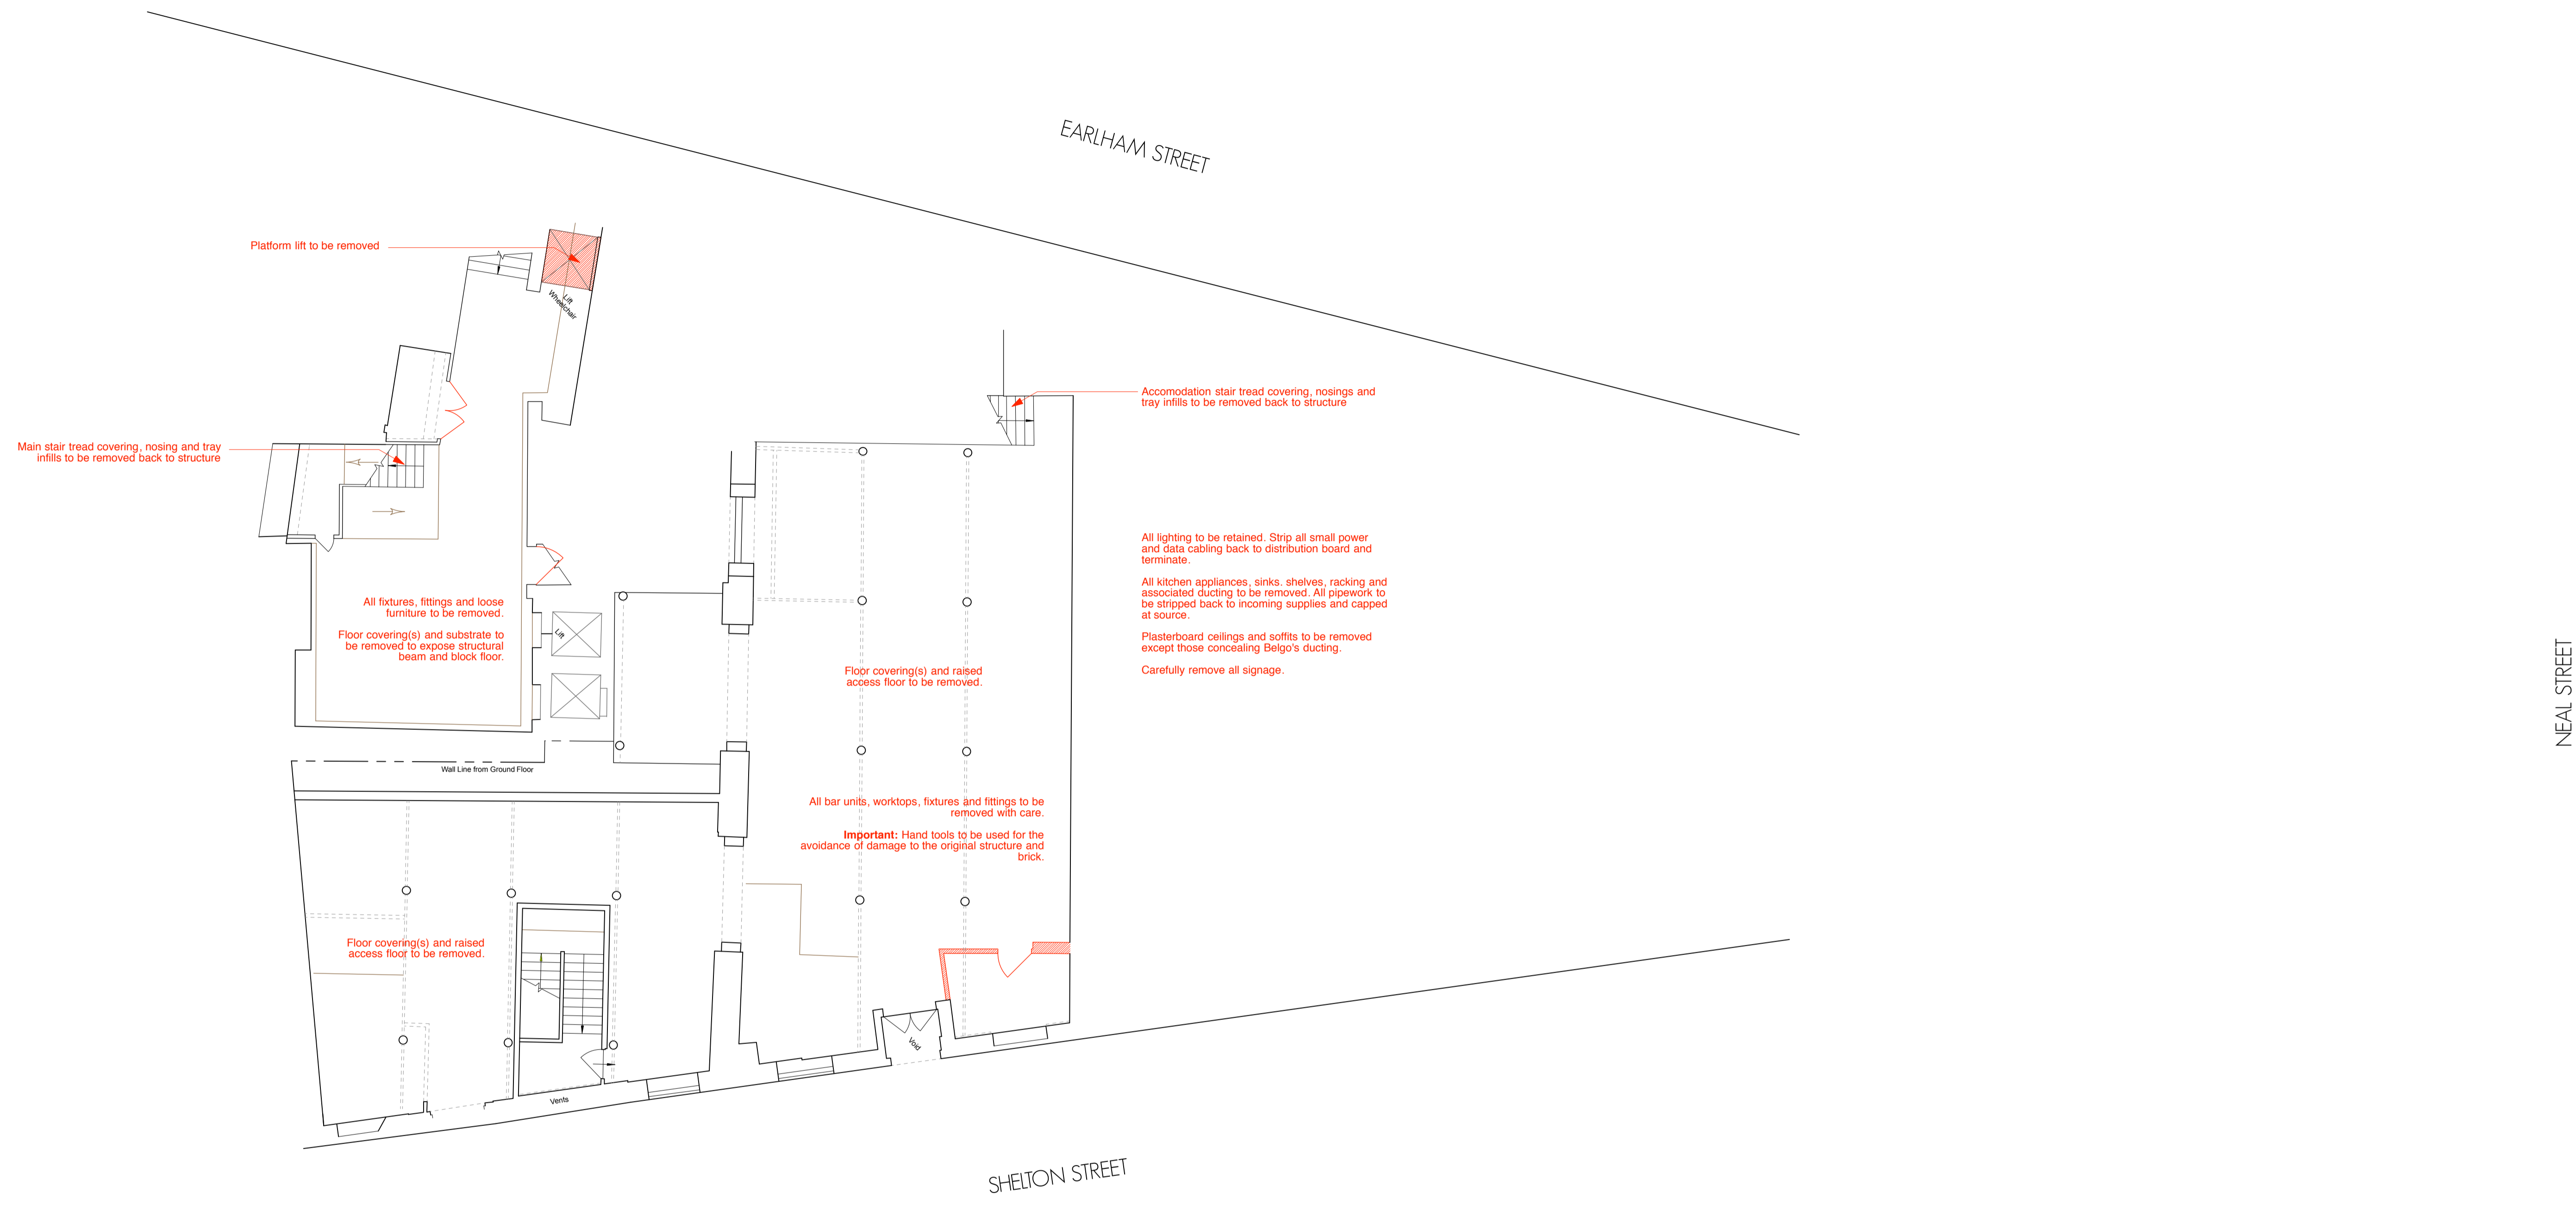 EARLHAM STREET
Platform lift to be removed
Lift
Wheelchair
Accomodation stair tread covering, nosings and
tray infills to be removed back to structure
Main stair tread covering, nosing and tray
infills to be removed back to structure
All lighting to be retained. Strip all small power
and data cabling back to distribution board and
terminate.
All kitchen appliances, sinks. shelves, racking and
associated ducting to be removed. All pipework to
be stripped back to incoming supplies and capped
at source.
Plasterboard ceilings and soffits to be removed
except those concealing Belgo's ducting.
Carefully remove all signage.
All fixtures, fittings and loose
furniture to be removed.
Floor covering(s) and substrate to
be removed to expose structural
beam and block floor.
Lift
Floor covering(s) and raised
access floor to be removed.
NEAL STREET
Wall Line from Ground Floor
All bar units, worktops, fixtures and fittings to be
removed with care.
Important: Hand tools to be used for the
avoidance of damage to the original structure and
brick.
Floor covering(s) and raised
access floor to be removed.
Void
Vents
SHELTON STREET